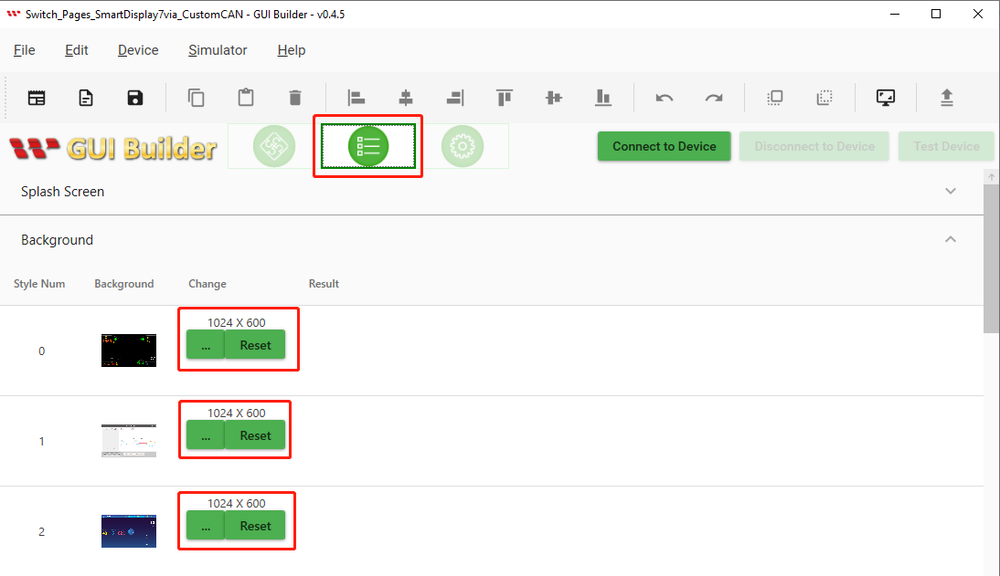 Switch_Pages_SmartDisplay7via_CustomCAN - GUI Builder - v0.4.5
File Edit Device Simulator Help
GUI Builder
Connect to Device Disconnect to Device Test Device
Splash Screen
Background
Style Num Background Change Result
1024 X 600
0 ... Reset
1024 X 600
1 ... Reset
1024 X 600
2 ... Reset